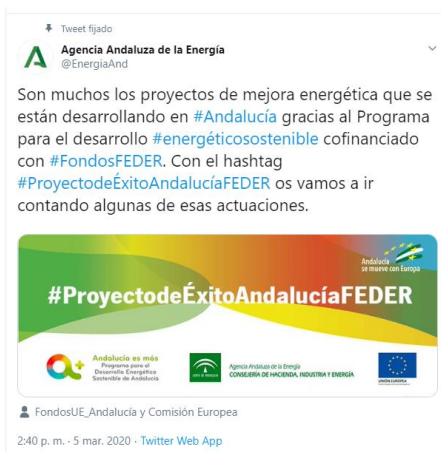 Tweet fijado
Agencia Andaluza de la Energía
@EnergiaAnd
Son muchos los proyectos de mejora energética que se
están desarrollando en #Andalucía gracias al Programa
para el desarrollo #energéticosostenible cofinanciado
con #FondosFEDER. Con el hashtag
#ProyectodeÉxitoAndalucíaFEDER os vamos a ir
contando algunas de esas actuaciones.
Andalucía
se mueve con Europa
#ProyectodeÉxitoAndalucíaFEDER
Andalucía es más
Programa para el
Desarrollo Energético
Sostenible de Andalucía
Agencia Andaluza de la Energía
CONSEJERÍA DE HACIENDA, INDUSTRIA Y ENERGÍA
UNIÓN EUROPEA
FondosUE_Andalucía y Comisión Europea
2:40 p. m. · 5 mar. 2020 · Twitter Web App